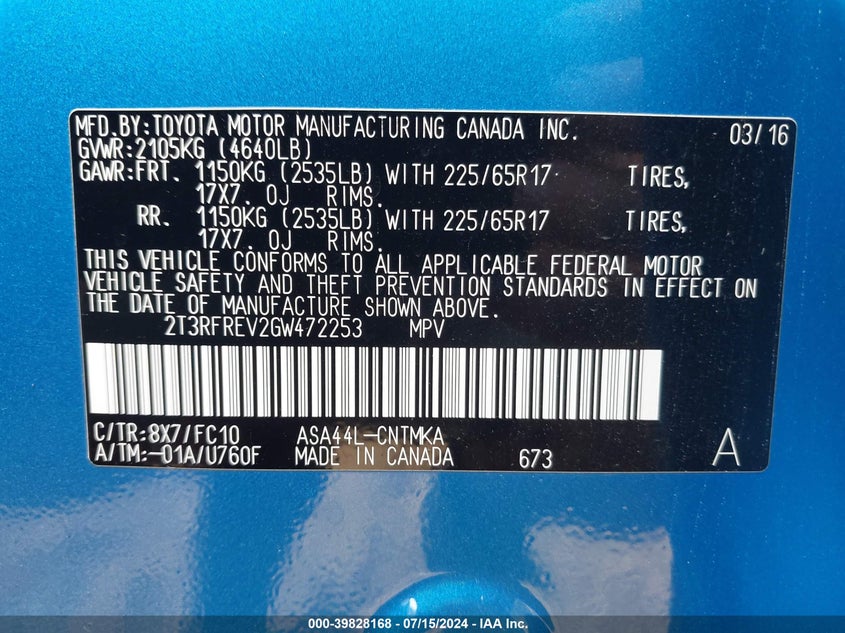 MFD.BY:TOYOTA MOTOR MANUFACTURING CANADA INC. 03/16
GVWR:2105KG (4640LB)
GAWR:FRT. 1150KG (2535LB) WITH 225/65R17 TIRES,
17X7. 0J RIMS.
RR. 1150KG (2535LB) WITH 225/65R17 TIRES,
17X7. 0J RIMS.
THIS VEHICLE CONFORMS TO ALL APPLICABLE FEDERAL MOTOR
VEHICLE SAFETY AND THEFT PREVENTION STANDARDS IN EFFECT ON
THE DATE OF MANUFACTURE SHOWN ABOVE.
2T3RFREV2GW472253 MPV
C/TR:8X7/FC10 ASA44L-CNTMKA
A/TM:-01A/U760F MADE IN CANADA 673 A
000-39828168 - 07/15/2024 - IAA Inc.